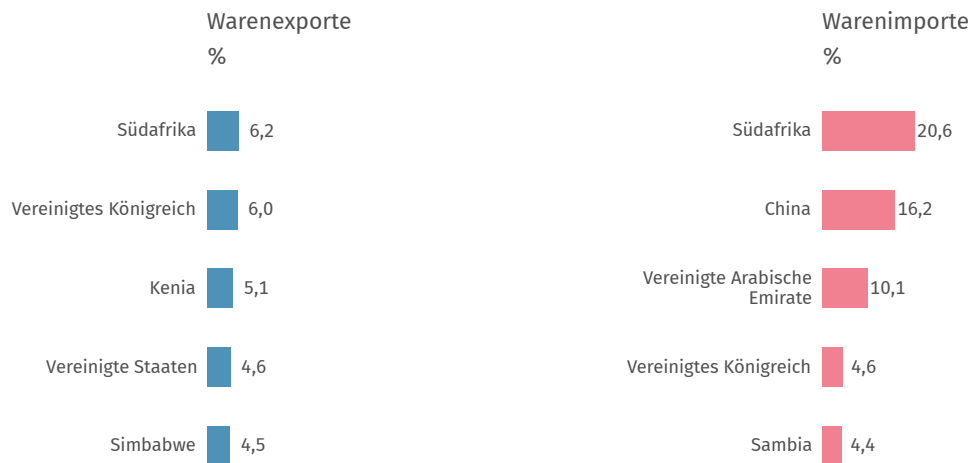 Warenexporte
%
Südafrika 6,2
Vereinigtes Königreich 6,0
Kenia 5,1
Vereinigte Staaten 4,6
Simbabwe 4,5
Warenimporte
%
Südafrika 20,6
China 16,2
Vereinigte Arabische
Emirate 10,1
Vereinigtes Königreich 4,6
Sambia 4,4